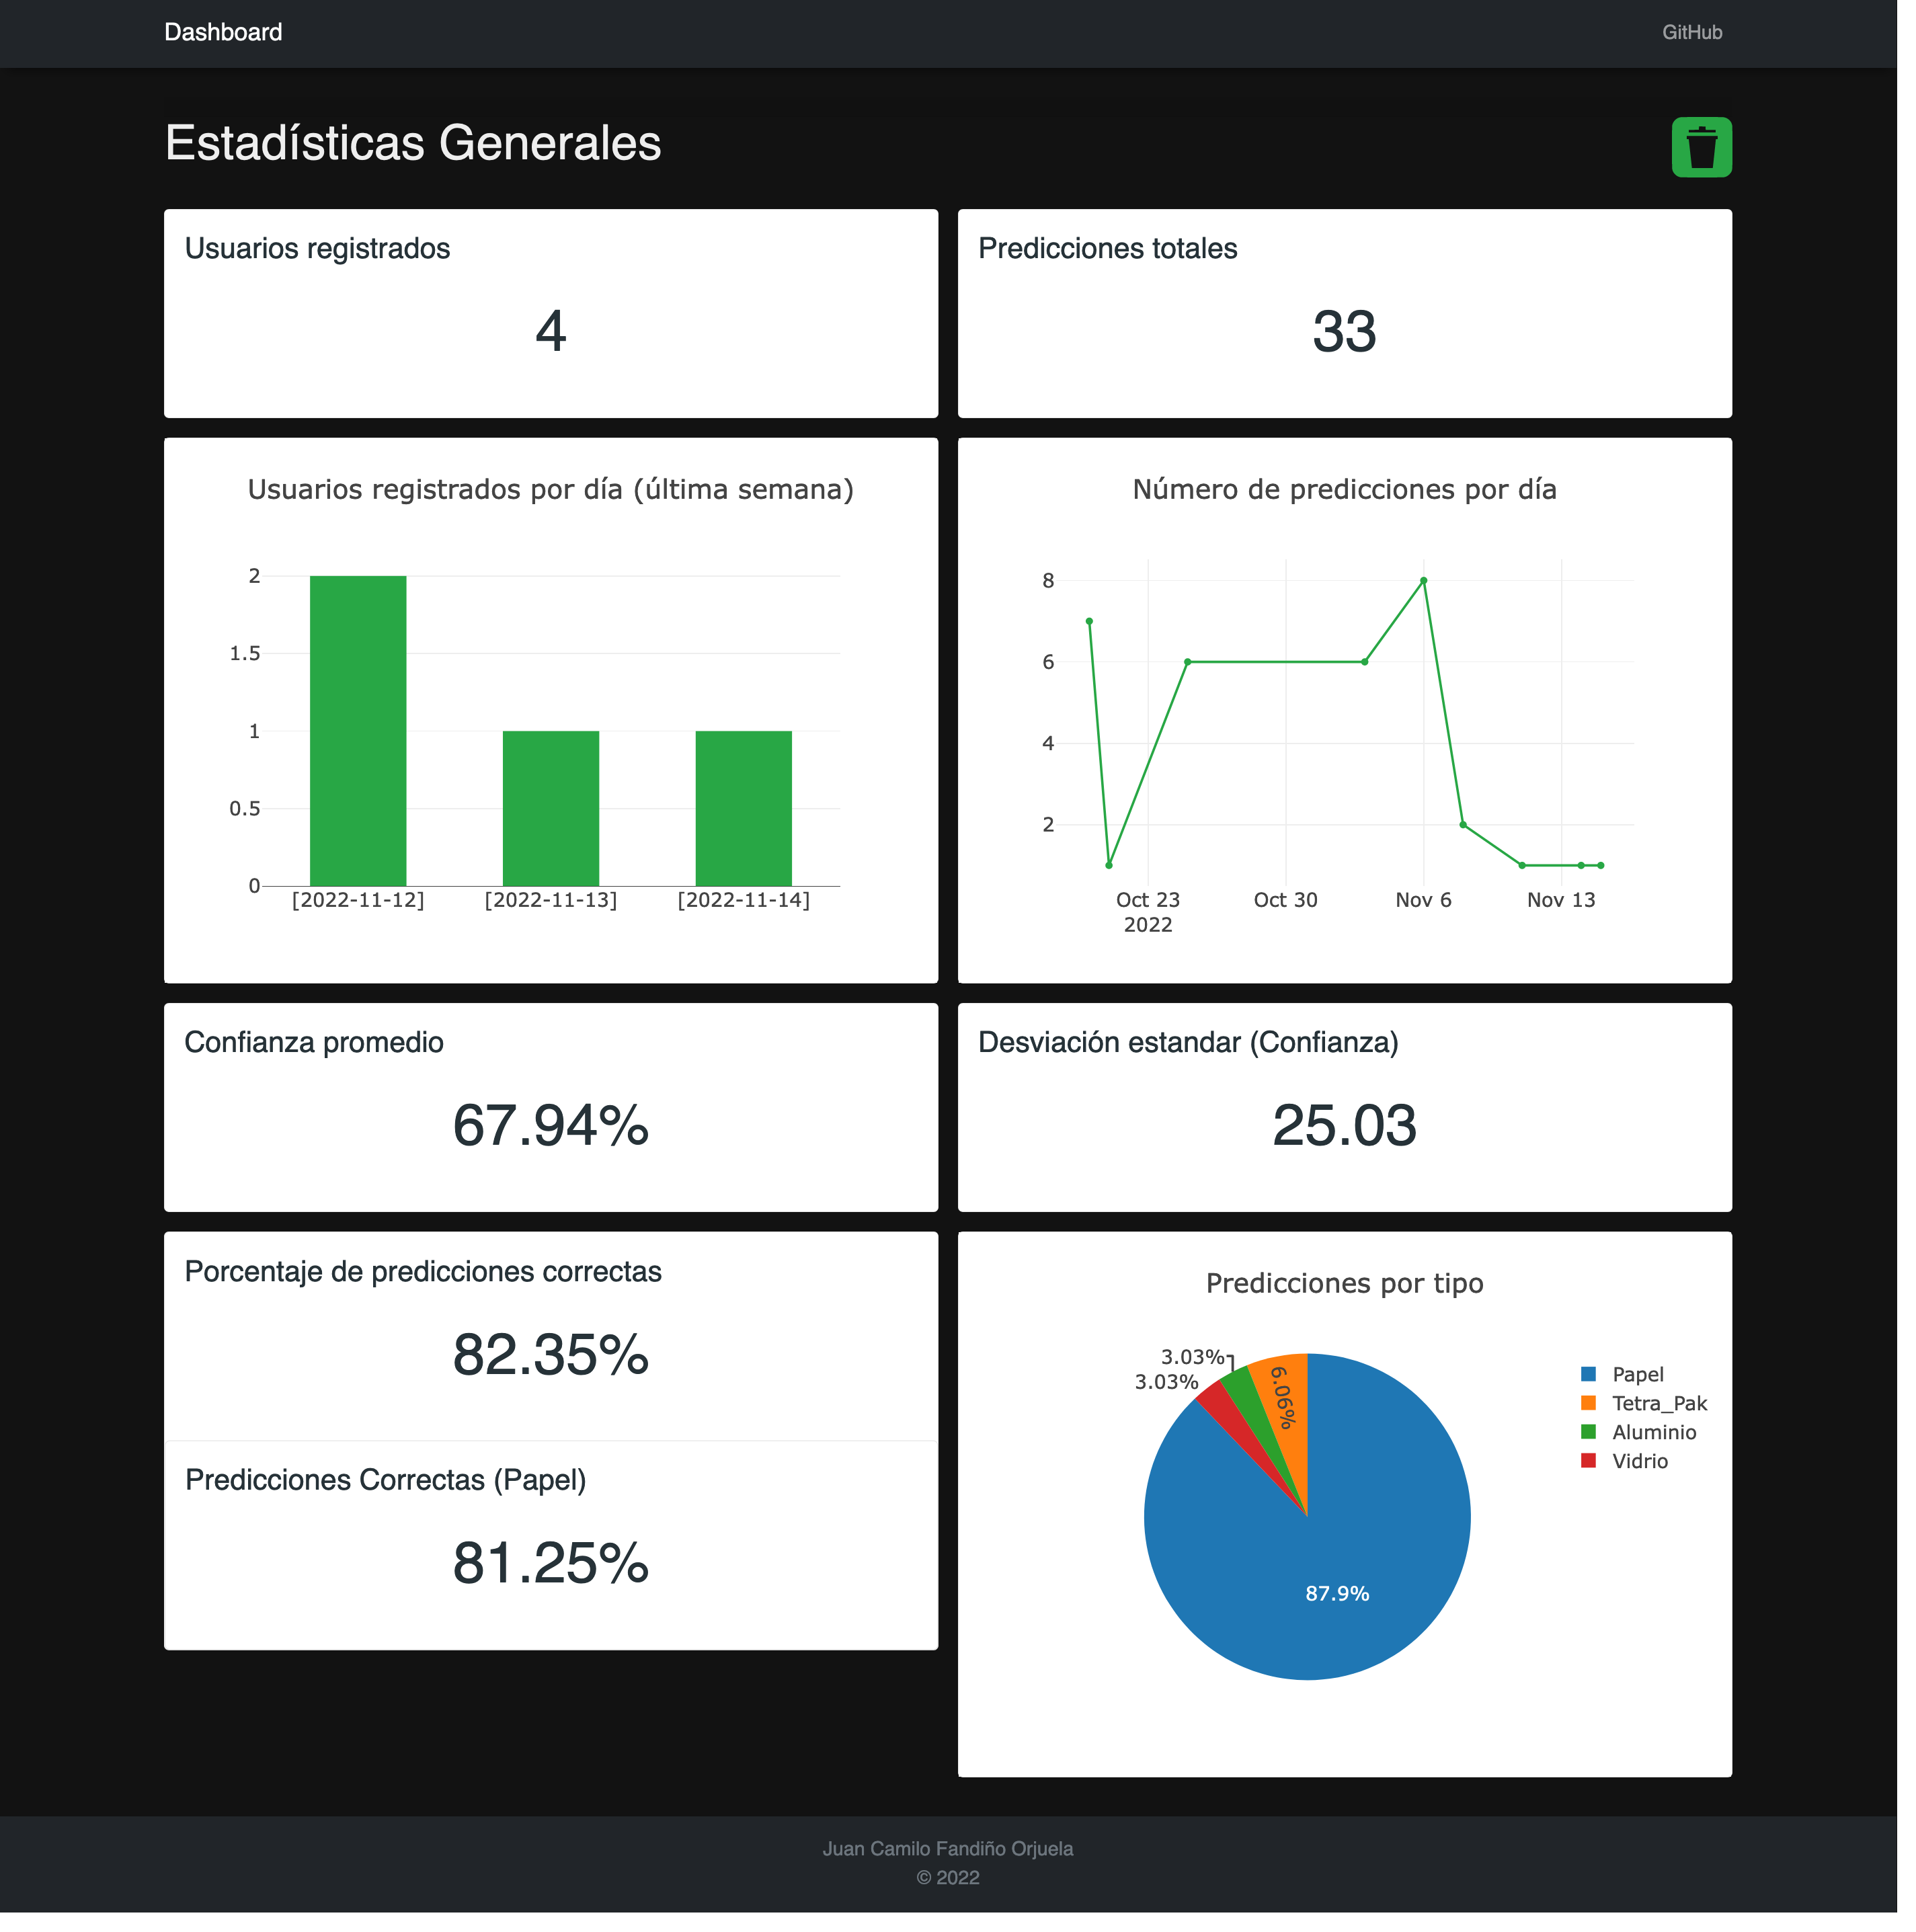 Dashboard
GitHub
Estadísticas Generales
Usuarios registrados
4
Predicciones totales
33
Usuarios registrados por día (última semana)
2
1.5
1
0.5
0
[2022-11-12]
[2022-11-13]
[2022-11-14]
Número de predicciones por día
8
6
4
2
Oct 23
2022
Oct 30
Nov 6
Nov 13
Confianza promedio
67.94%
Desviación estandar (Confianza)
25.03
Porcentaje de predicciones correctas
82.35%
Predicciones Correctas (Papel)
81.25%
Predicciones por tipo
3.03%
3.03%
6.06%
87.9%
Papel
Tetra_Pak
Aluminio
Vidrio
Juan Camilo Fandiño Orjuela
© 2022